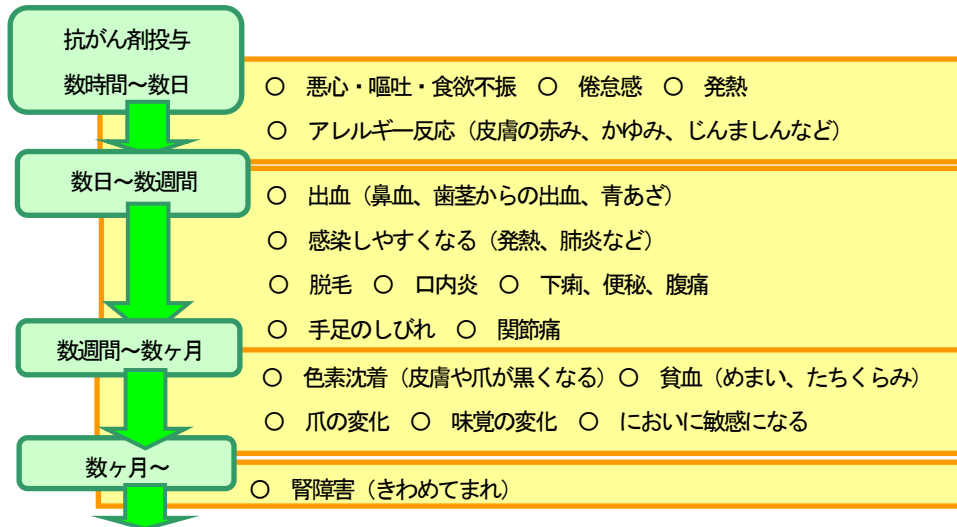 抗がん剤投与
数時間～数日
○ 悪心・嘔吐・食欲不振 ○ 倦怠感 ○ 発熱
○ アレルギー反応（皮膚の赤み、かゆみ、じんましんなど）
数日～数週間
○ 出血（鼻血、歯茎からの出血、青あざ）
○ 感染しやすくなる（発熱、肺炎など）
○ 脱毛 ○ 口内炎 ○ 下痢、便秘、腹痛
○ 手足のしびれ ○ 関節痛
数週間～数ヶ月
○ 色素沈着（皮膚や爪が黒くなる）○ 貧血（めまい、たちくらみ）
○ 爪の変化 ○ 味覚の変化 ○ においに敏感になる
数ヶ月～
○ 腎障害（きわめてまれ）